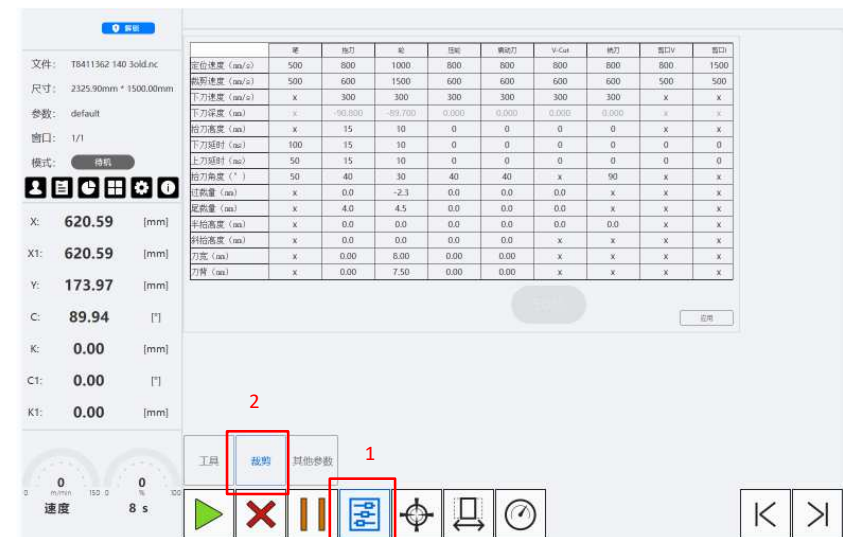 解锁
文件: T8411362 140 3old.nc
尺寸: 2325.90mm * 1500.00mm
参数: default
窗口: 1/1
模式: 待机
X: 620.59 [mm]
X1: 620.59 [mm]
Y: 173.97 [mm]
C: 89.94 [°]
K: 0.00 [mm]
C1: 0.00 [°]
K1: 0.00 [mm]
0 0
0 m/min 150 0 % 100
速度 8 s
笔 拖刀 轮 压轮 振动刀 V-Cut 铣刀 剪口V 剪口I
定位速度 (mm/s) 500 800 1000 800 800 800 800 800 1500
裁剪速度 (mm/s) 500 600 1500 600 600 600 600 500 500
下刀速度 (mm/s) x 300 300 300 300 300 300 x x
下刀深度 (mm) x -90.800 -89.700 0.000 0.000 0.000 0.000 x x
抬刀高度 (mm) x 15 10 0 0 0 0 x x
下刀延时 (ms) 100 15 10 0 0 0 0 0 0
上刀延时 (ms) 50 15 10 0 0 0 0 0 0
抬刀角度 (°) 50 40 30 40 40 x 90 x x
过裁量 (mm) x 0.0 -2.3 0.0 0.0 0.0 x x x
尾裁量 (mm) x 4.0 4.5 0.0 0.0 0.0 x x x
半抬高度 (mm) x 0.0 0.0 0.0 0.0 0.0 0.0 x x
斜抬高度 (mm) x 0.0 0.0 0.0 0.0 x x x x
刀宽 (mm) x 0.00 8.00 0.00 0.00 x x x x
刀背 (mm) x 0.00 7.50 0.00 0.00 x x x x
应用
2
工具 裁剪 其他参数 1